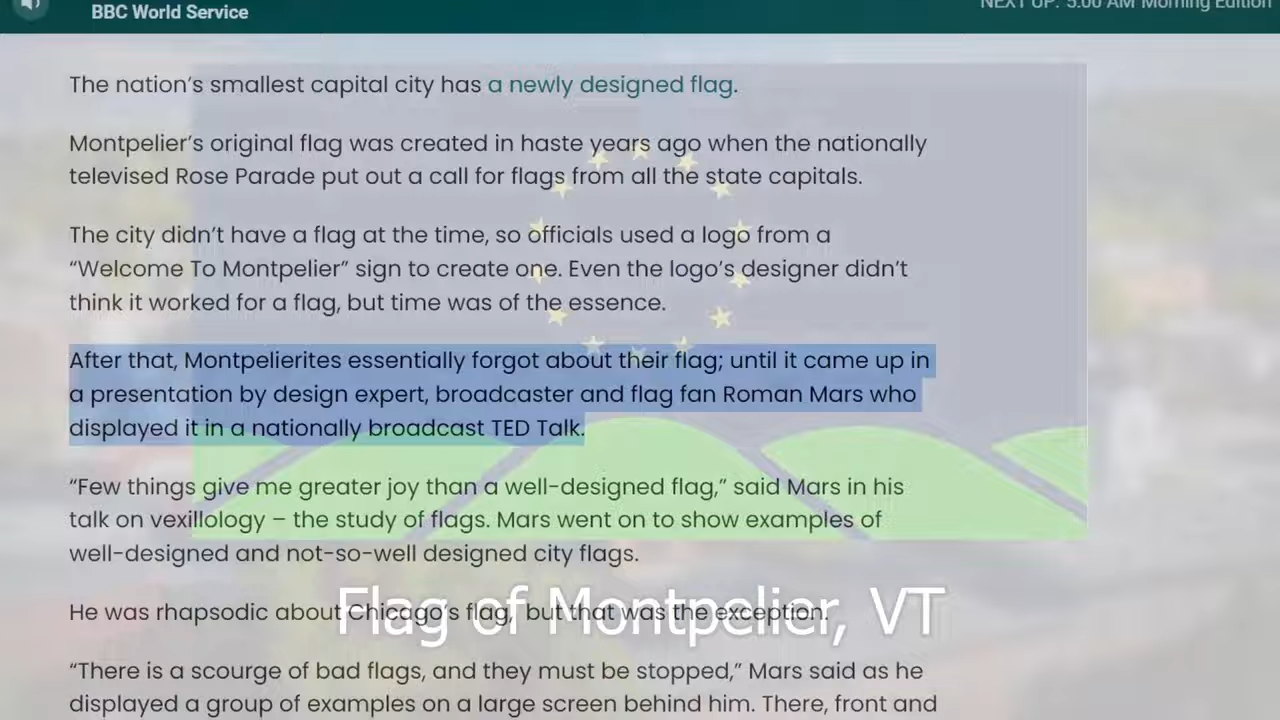 BBC World Service
NEXT UP: 5:00 AM Morning Edition
The nation’s smallest capital city has a newly designed flag.
Montpelier’s original flag was created in haste years ago when the nationally
televised Rose Parade put out a call for flags from all the state capitals.
The city didn’t have a flag at the time, so officials used a logo from a
“Welcome To Montpelier” sign to create one. Even the logo’s designer didn’t
think it worked for a flag, but time was of the essence.
After that, Montpelierites essentially forgot about their flag; until it came up in
a presentation by design expert, broadcaster and flag fan Roman Mars who
displayed it in a nationally broadcast TED Talk.
“Few things give me greater joy than a well-designed flag,” said Mars in his
talk on vexillology – the study of flags. Mars went on to show examples of
well-designed and not-so-well designed city flags.
He was rhapsodic about Chicago’s flag, but that was the exception.
Flag of Montpelier, VT
“There is a scourge of bad flags, and they must be stopped,” Mars said as he
displayed a group of examples on a large screen behind him. There, front and